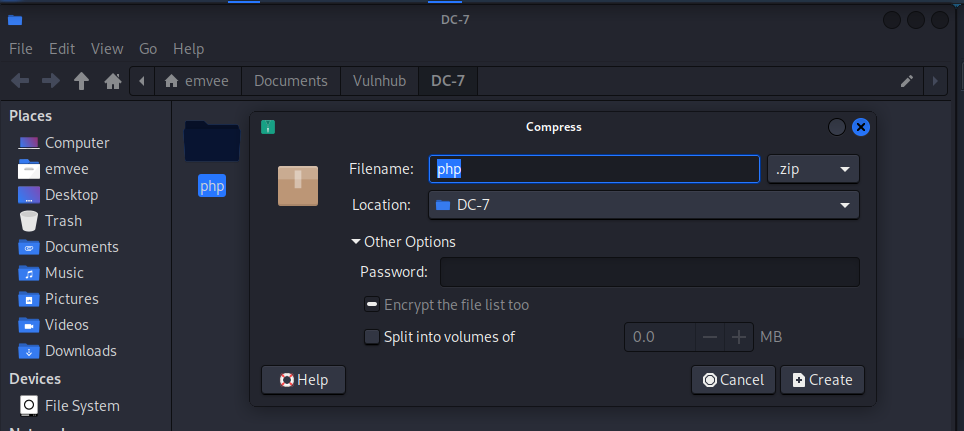 DC-7
File Edit View Go Help
emvee Documents Vulnhub DC-7
Places
Computer
emvee
Desktop
Trash
Documents
Music
Pictures
Videos
Downloads
Devices
File System
php
Compress
Filename: php .zip
Location: DC-7
Other Options
Password:
Encrypt the file list too
Split into volumes of 0.0 MB
Help Cancel Create